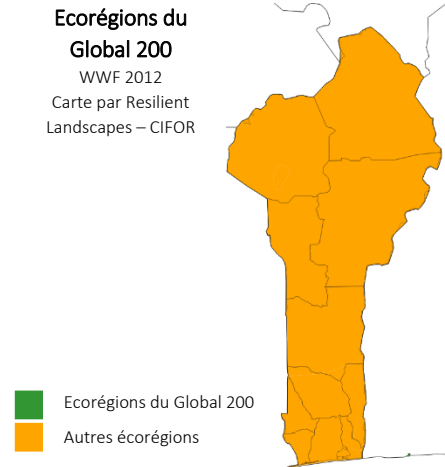 Ecorégions du
Global 200
WWF 2012
Carte par Resilient
Landscapes – CIFOR
Ecorégions du Global 200
Autres écorégions